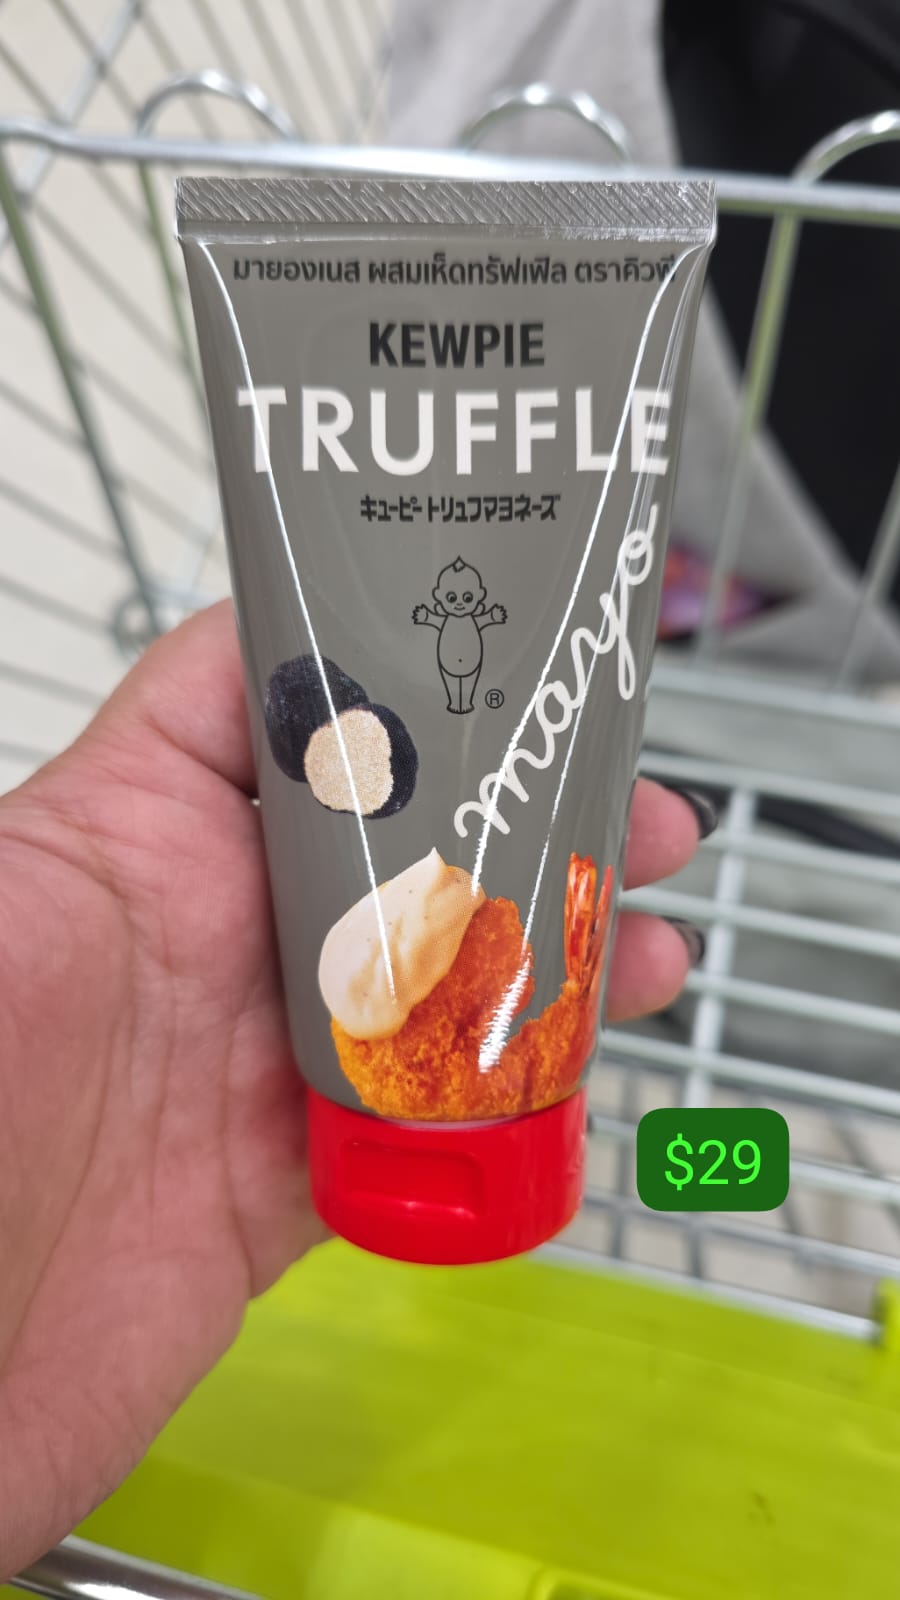 มายองเนส ผสมเห็ดทรัฟเฟิล ตราคิวพี
KEWPIE
TRUFFLE
キューピー トリュフマヨネーズ
mayo
®
$29